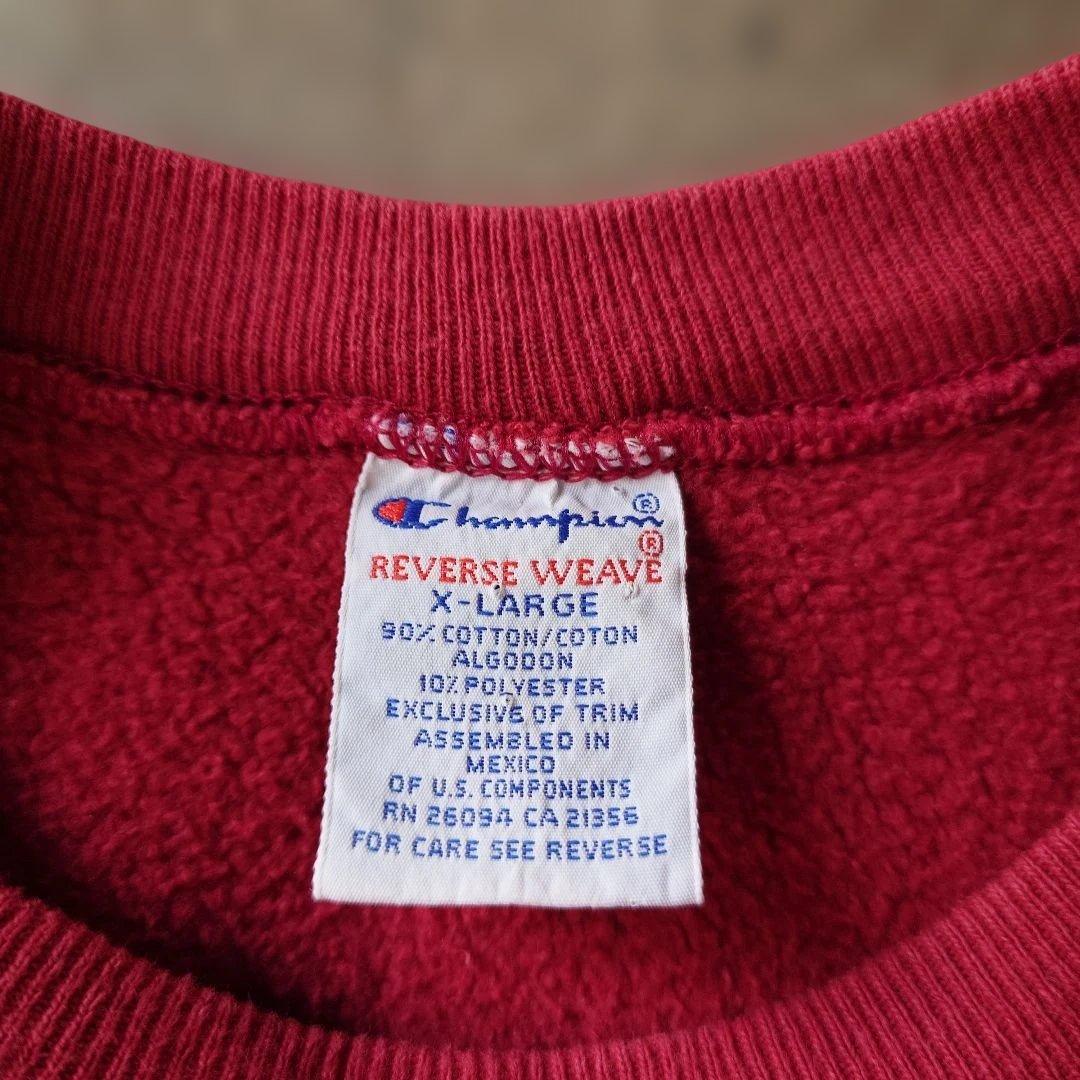 Champion®
REVERSE WEAVE®
X-LARGE
90% COTTON/COTON
ALGODON
10% POLYESTER
EXCLUSIVE OF TRIM
ASSEMBLED IN
MEXICO
OF U.S. COMPONENTS
RN 26094 CA 21356
FOR CARE SEE REVERSE